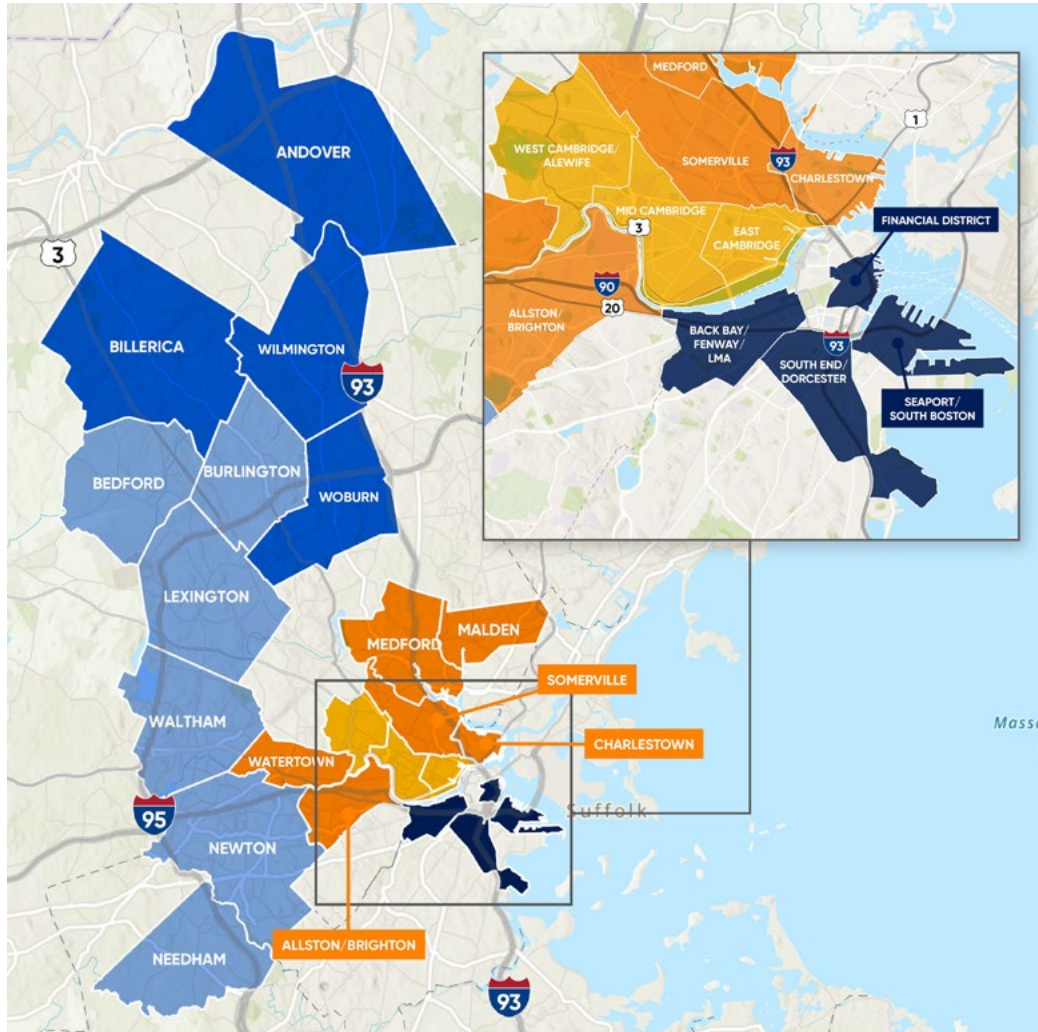 ANDOVER
3
BILLERICA
WILMINGTON
93
BEDFORD
BURLINGTON
WOBURN
LEXINGTON
MEDFORD
MALDEN
WALTHAM
WATERTOWN
SOMERVILLE
CHARLESTOWN
95
Suffolk
NEWTON
ALLSTON/BRIGHTON
NEEDHAM
93
Massa
MEDFORD
1
WEST CAMBRIDGE/
ALEWIFE
SOMERVILLE
93
CHARLESTOWN
MID CAMBRIDGE
3
EAST
CAMBRIDGE
FINANCIAL DISTRICT
90
20
ALLSTON/
BRIGHTON
BACK BAY/
FENWAY/
LMA
93
SOUTH END/
DORCHESTER
SEAPORT/
SOUTH BOSTON